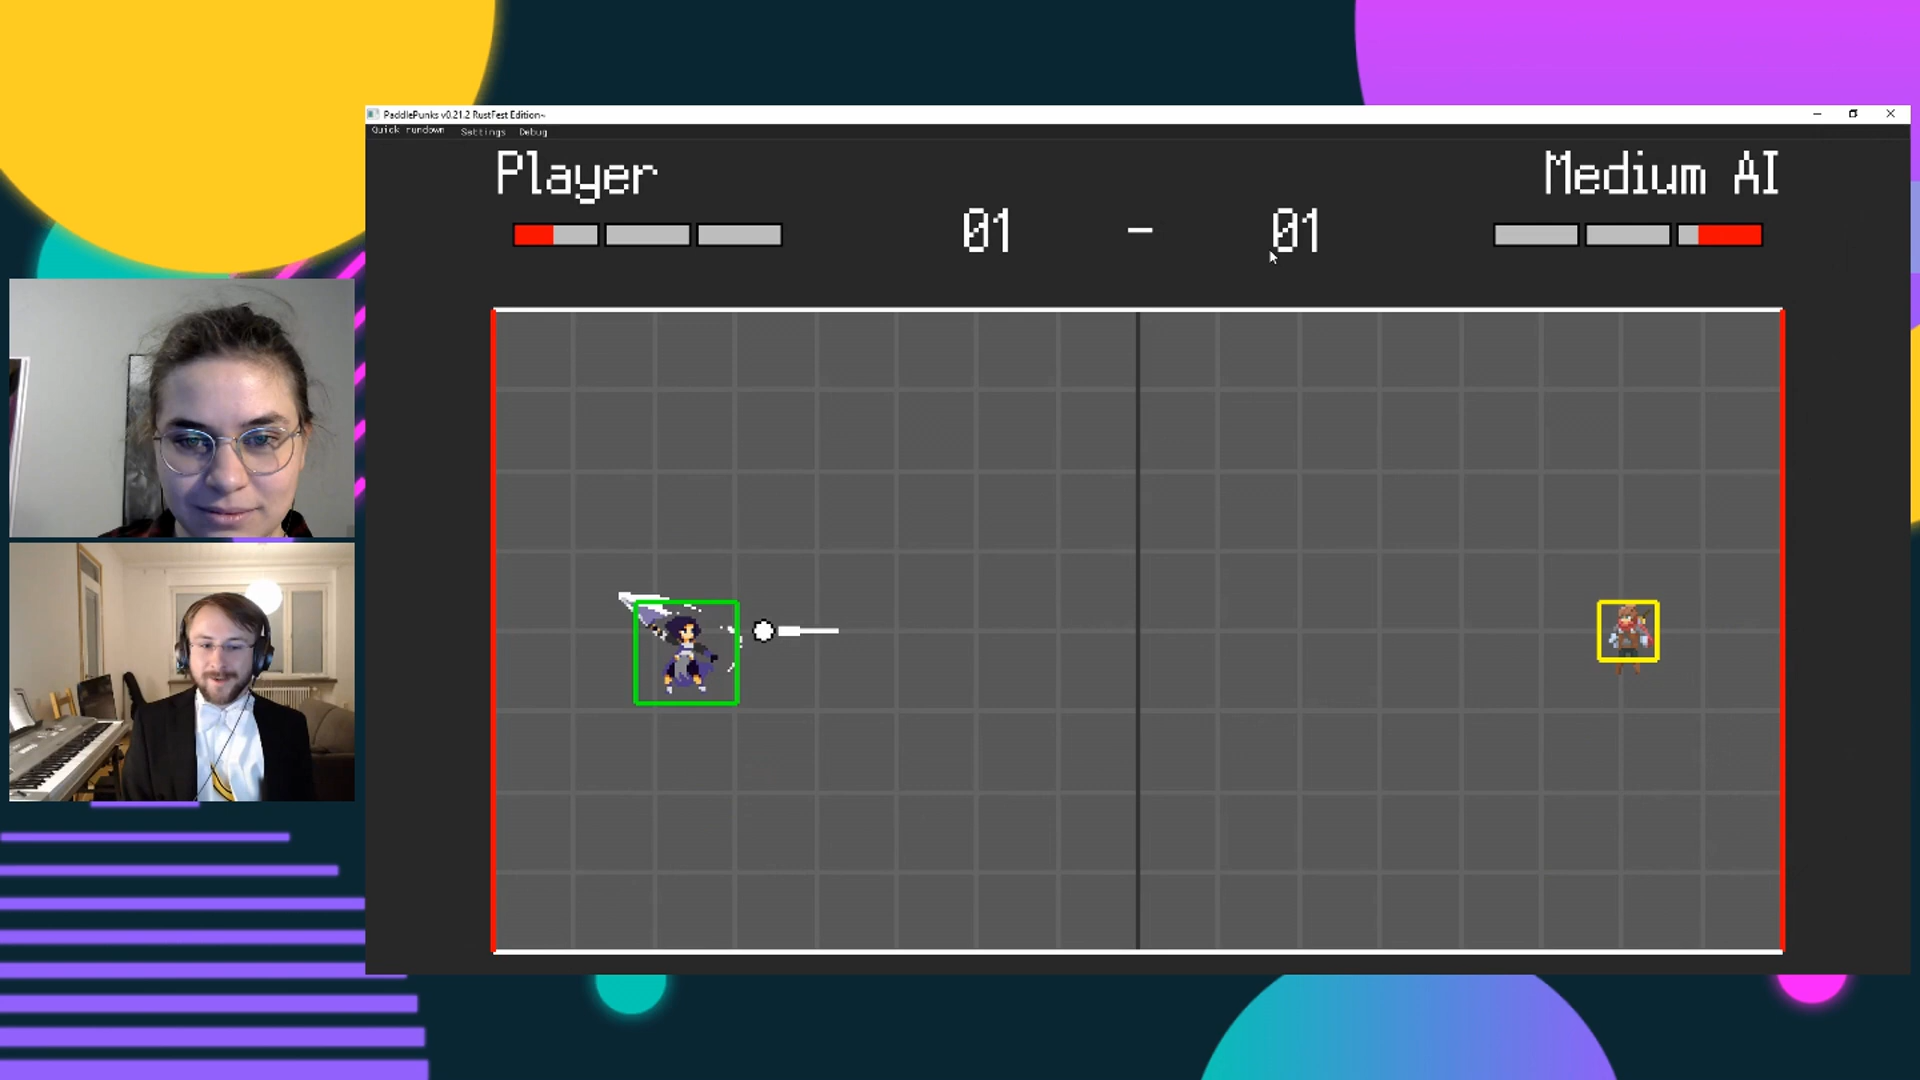 PaddlePunks v0.21.2 RustFest Edition~
Quick rundown Settings Debug
Player
Medium AI
01 - 01